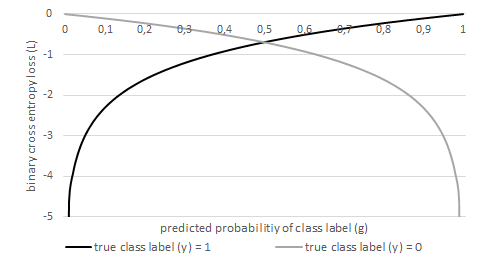 0
0 0,1 0,2 0,3 0,4 0,5 0,6 0,7 0,8 0,9 1
-1
-2
-3
-4
-5
binary cross entropy loss (L)
predicted probabilitiy of class label (g)
true class label (y) = 1 true class label (y) = 0